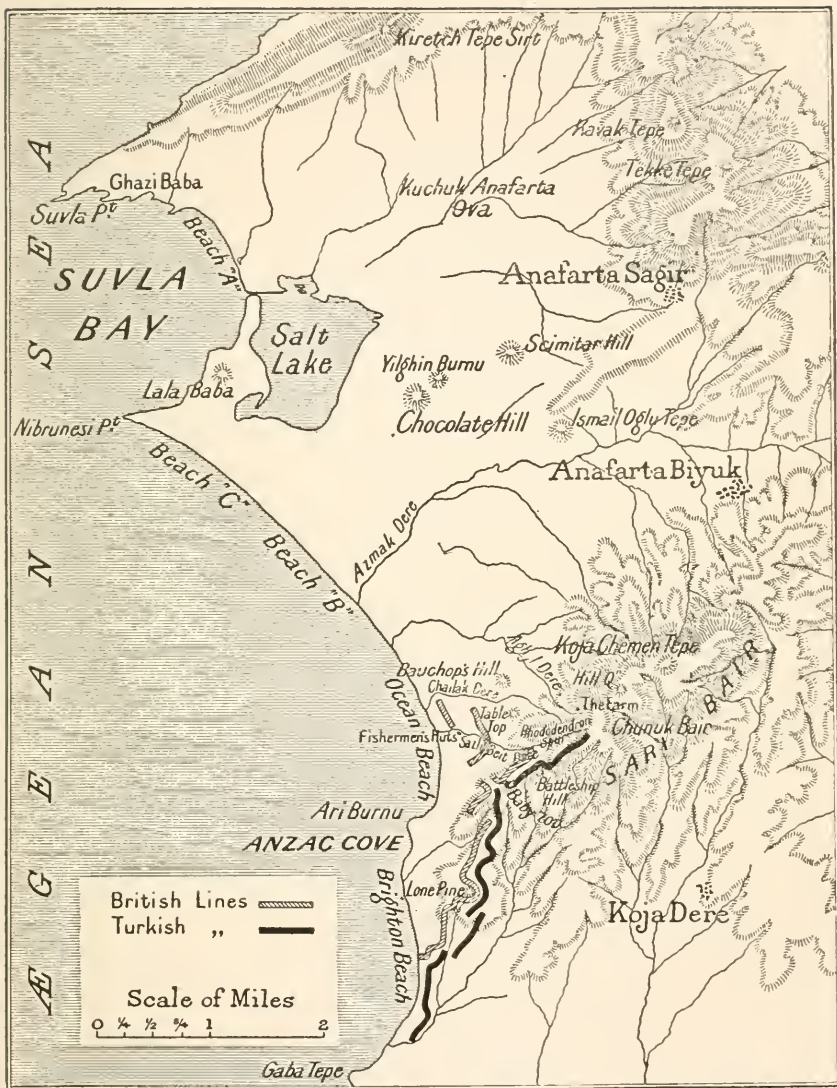 Kiretch Tepe Sirt
Kavak Tepe
Tekke Tepe
Ghazi Baba
Suvla Pt
Kuchuk Anafarta
Ova
Beach "A"
SUVLA
BAY
Anafarta Sagir
Salt
Lake
Scimitar Hill
Yilghin Burnu
Lala Baba
Chocolate Hill
Ismail Oglu Tepe
Nibrunesi Pt
Anafarta Biyuk
Beach "C"
Beach "B"
Azmak Dere
Aghyl Dere
Koja Chemen Tepe
Bauchop's Hill
Chailak Dere
Hill Q.
The Farm
Table
Top
Rhododendron
Spur
Chunuk Bair
SARI BAIR
Ocean Beach
Fishermen's Huts
Sazli Beit Dere
Battleship
Hill
Baby 700
Ari Burnu
ANZAC COVE
Lone Pine
Koja Dere
Brighton Beach
Gaba Tepe
ÆGEAN SEA
British Lines
Turkish „
Scale of Miles
0 ¼ ½ ¾ 1 2